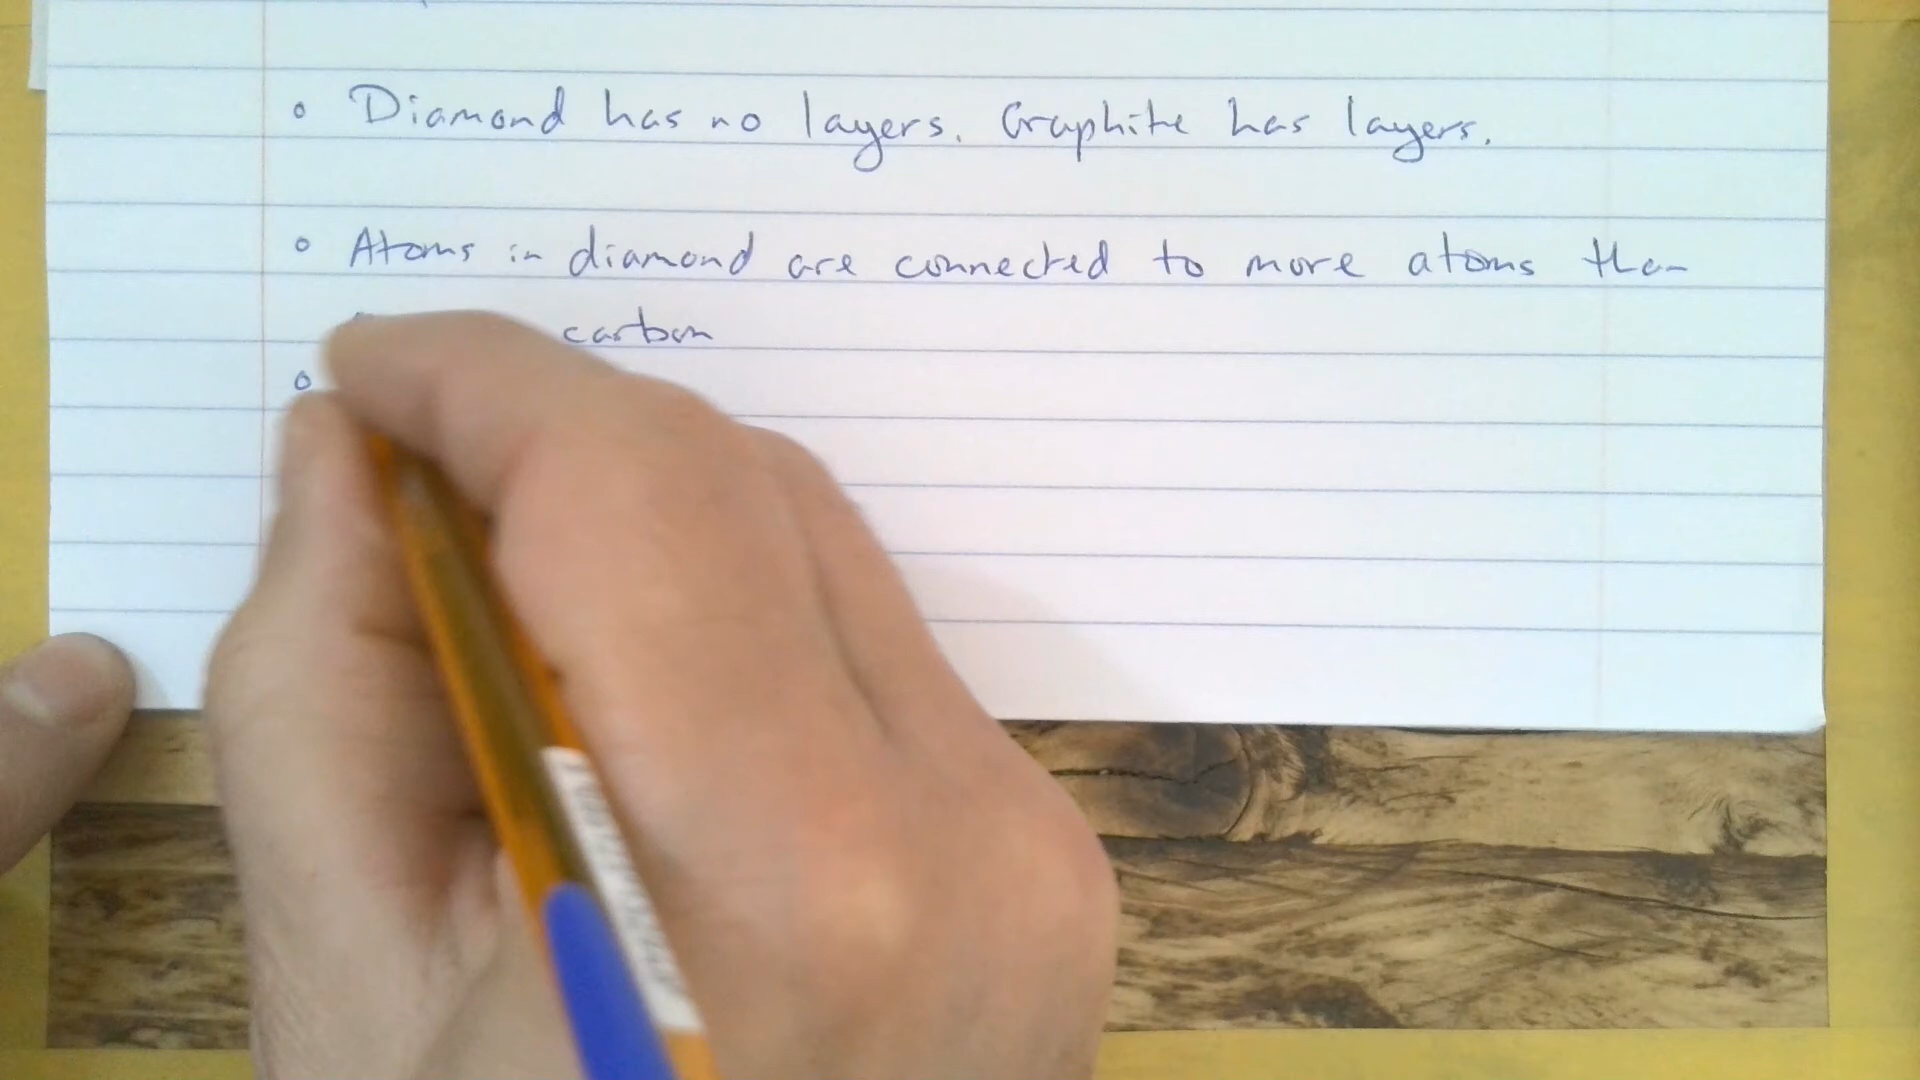 Diamond has no layers. Graphite has layers.
Atoms in diamond are connected to more atoms than
carbon